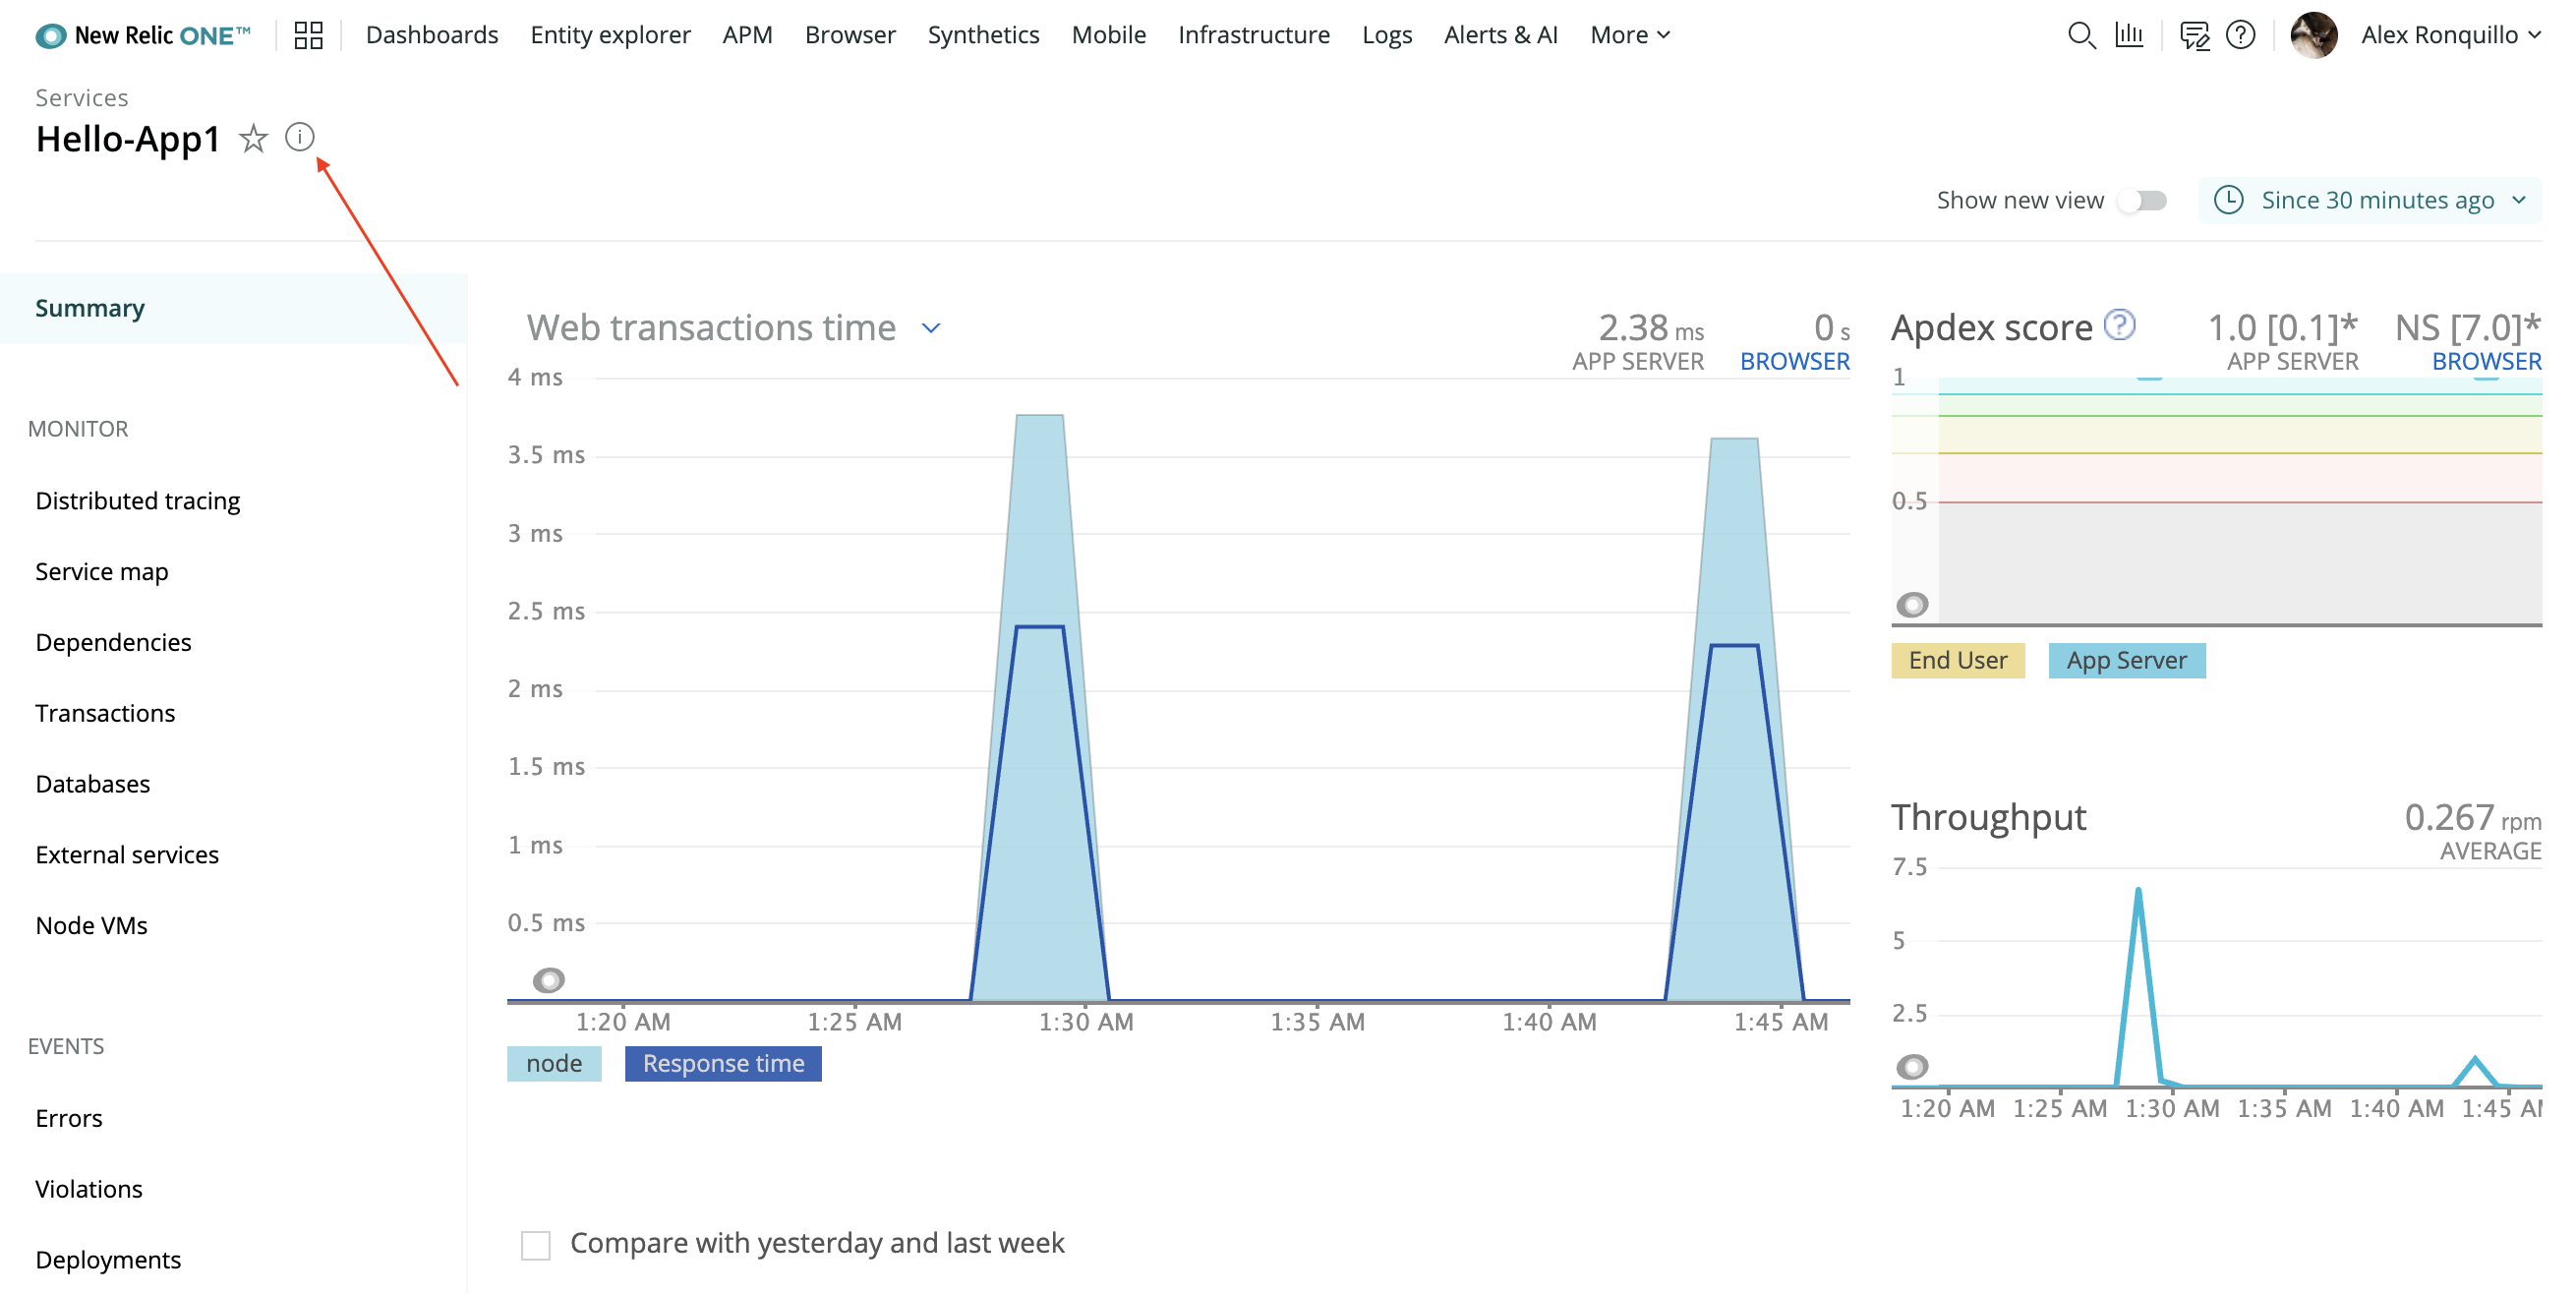 New Relic ONE™ Dashboards Entity explorer APM Browser Synthetics Mobile Infrastructure Logs Alerts & AI More Alex Ronquillo
Services
Hello-App1
Show new view Since 30 minutes ago
Summary
MONITOR
Distributed tracing
Service map
Dependencies
Transactions
Databases
External services
Node VMs
EVENTS
Errors
Violations
Deployments
Web transactions time
2.38 ms 0 s
APP SERVER BROWSER
4 ms
3.5 ms
3 ms
2.5 ms
2 ms
1.5 ms
1 ms
0.5 ms
1:20 AM 1:25 AM 1:30 AM 1:35 AM 1:40 AM 1:45 AM
node Response time
Compare with yesterday and last week
Apdex score ? 1.0 [0.1]* NS [7.0]*
APP SERVER BROWSER
1
0.5
End User App Server
Throughput 0.267 rpm
AVERAGE
7.5
5
2.5
1:20 AM 1:25 AM 1:30 AM 1:35 AM 1:40 AM 1:45 AM